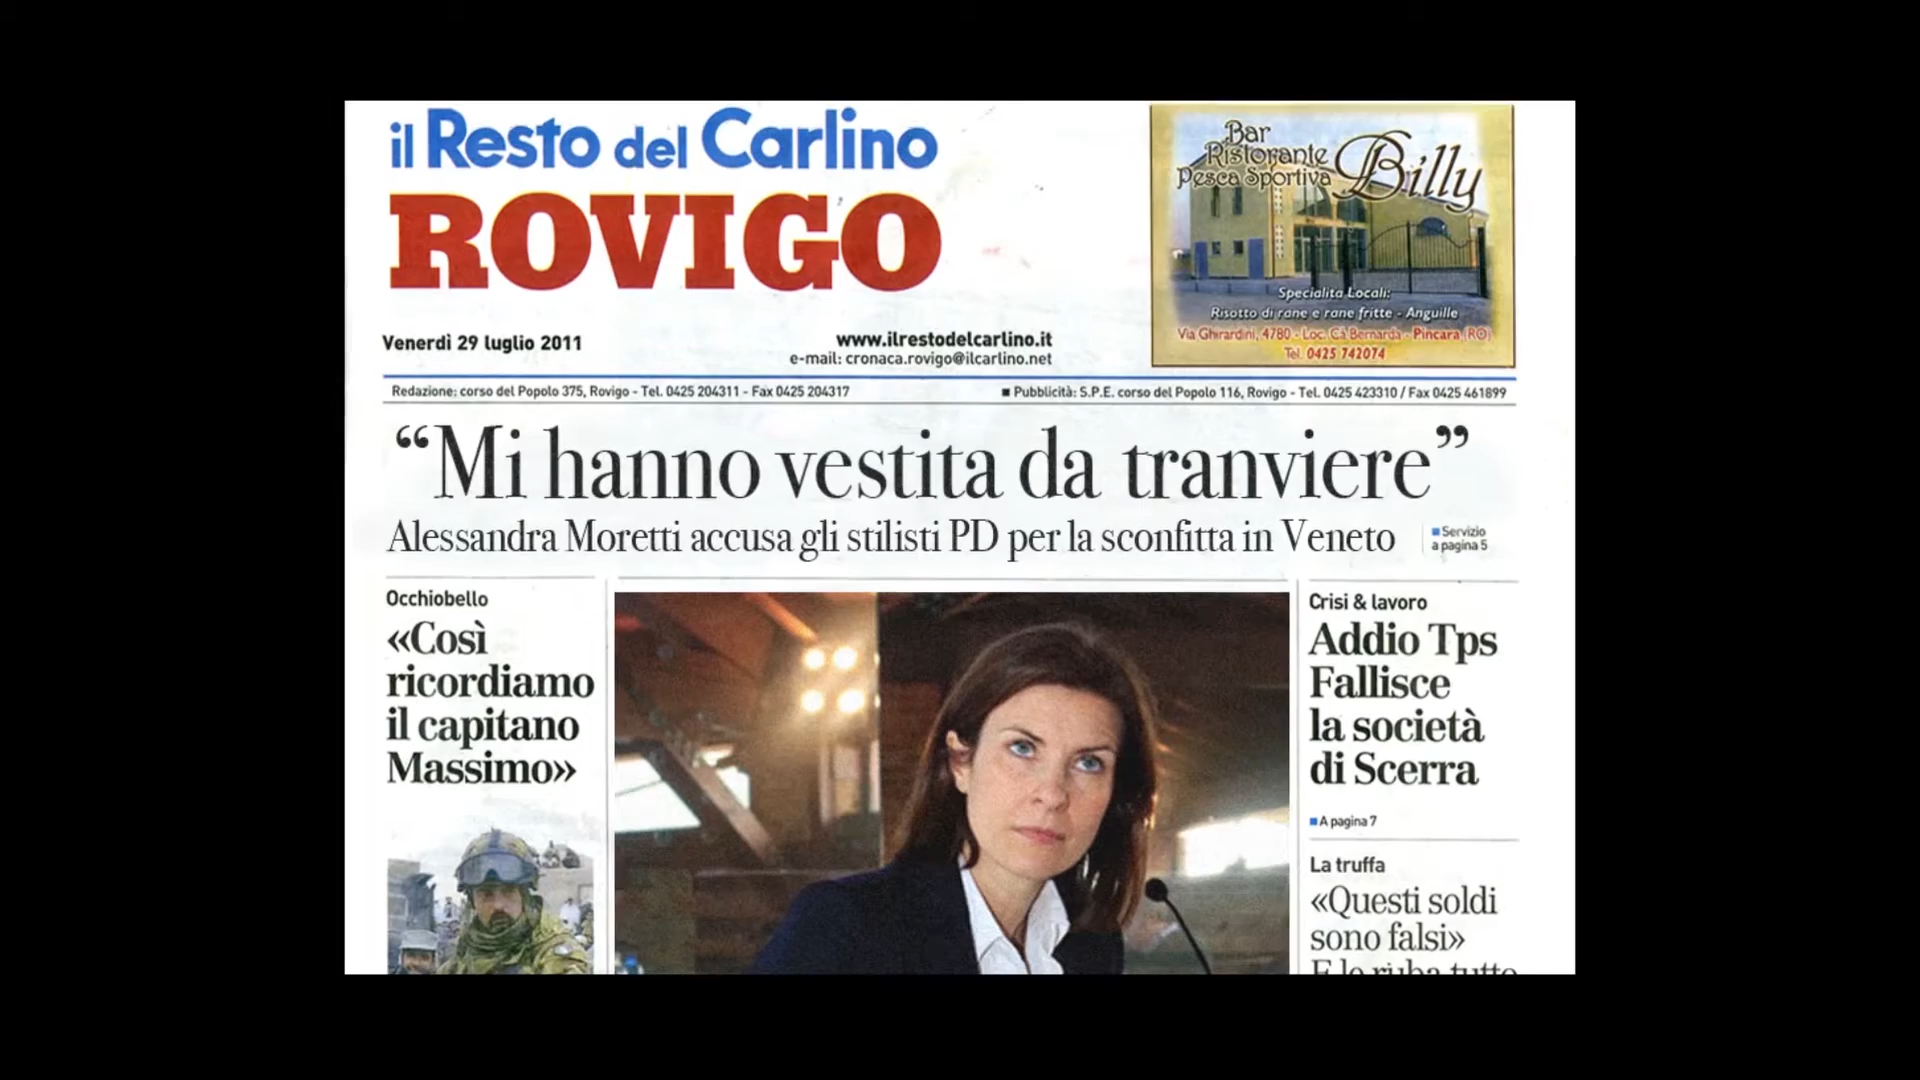 il Resto del Carlino
ROVIGO
Bar
Ristorante
Pesca Sportiva
Billy
Specialita Locali:
Risotto di rane e rane fritte - Anguille
Via Ghirardini, 4780 - Loc. Cà Bernarda - Pincara (RO)
Tel. 0425 742074
Venerdì 29 luglio 2011
www.ilrestodelcarlino.it
e-mail: cronaca.rovigo@ilcarlino.net
Redazione: corso del Popolo 375, Rovigo - Tel. 0425 204311 - Fax 0425 204317
■ Pubblicità: S.P.E. corso del Popolo 116, Rovigo - Tel. 0425 423310 / Fax 0425 461899
“Mi hanno vestita da tranviere”
Alessandra Moretti accusa gli stilisti PD per la sconfitta in Veneto
■ Servizio
a pagina 5
Occhiobello
«Così
ricordiamo
il capitano
Massimo»
Crisi & lavoro
Addio Tps
Fallisce
la società
di Scerra
■ A pagina 7
La truffa
«Questi soldi
sono falsi»
E le ruba tutto